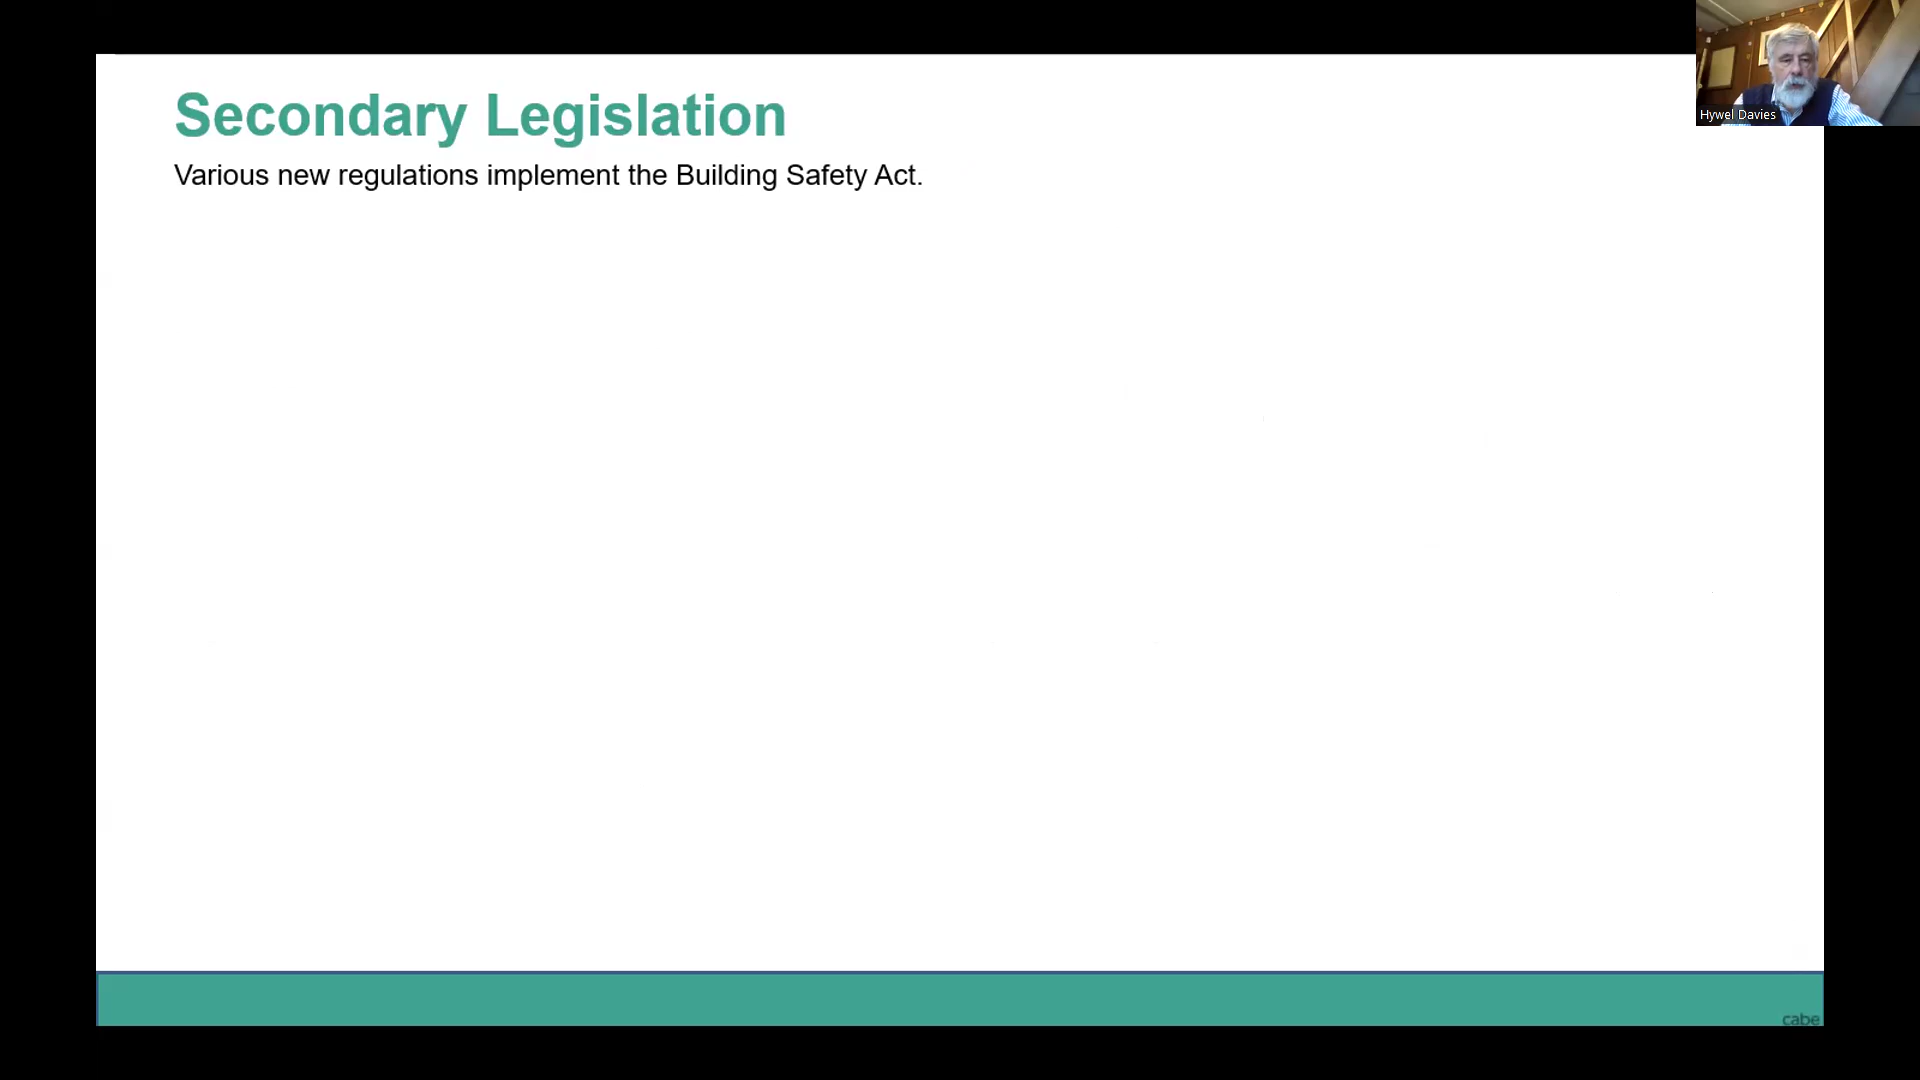 Secondary Legislation
Various new regulations implement the Building Safety Act.
Hywel Davies
cabe